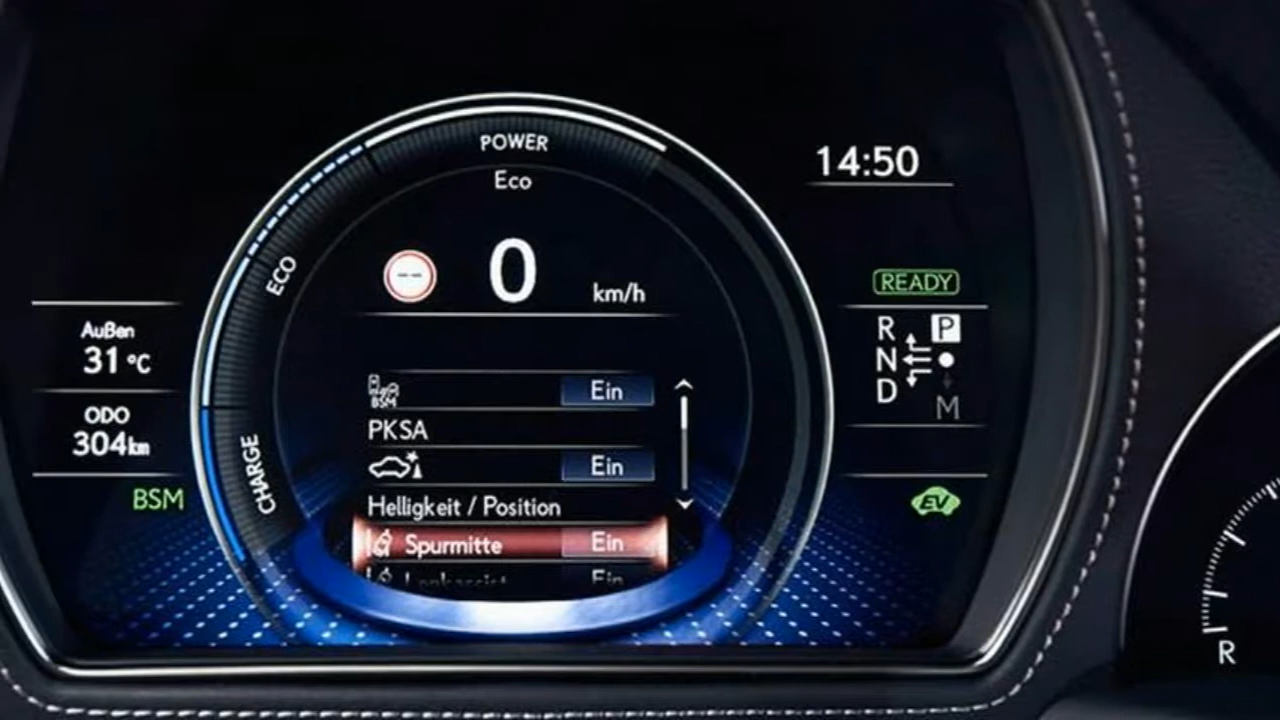 POWER
Eco
14:50
0 km/h
ECO
READY
Außen
31 °C
R P
N
D
M
BSM Ein
ODO
304km
PKSA
Ein
CHARGE
BSM
Helligkeit / Position
EV
Spurmitte Ein
Ein
R